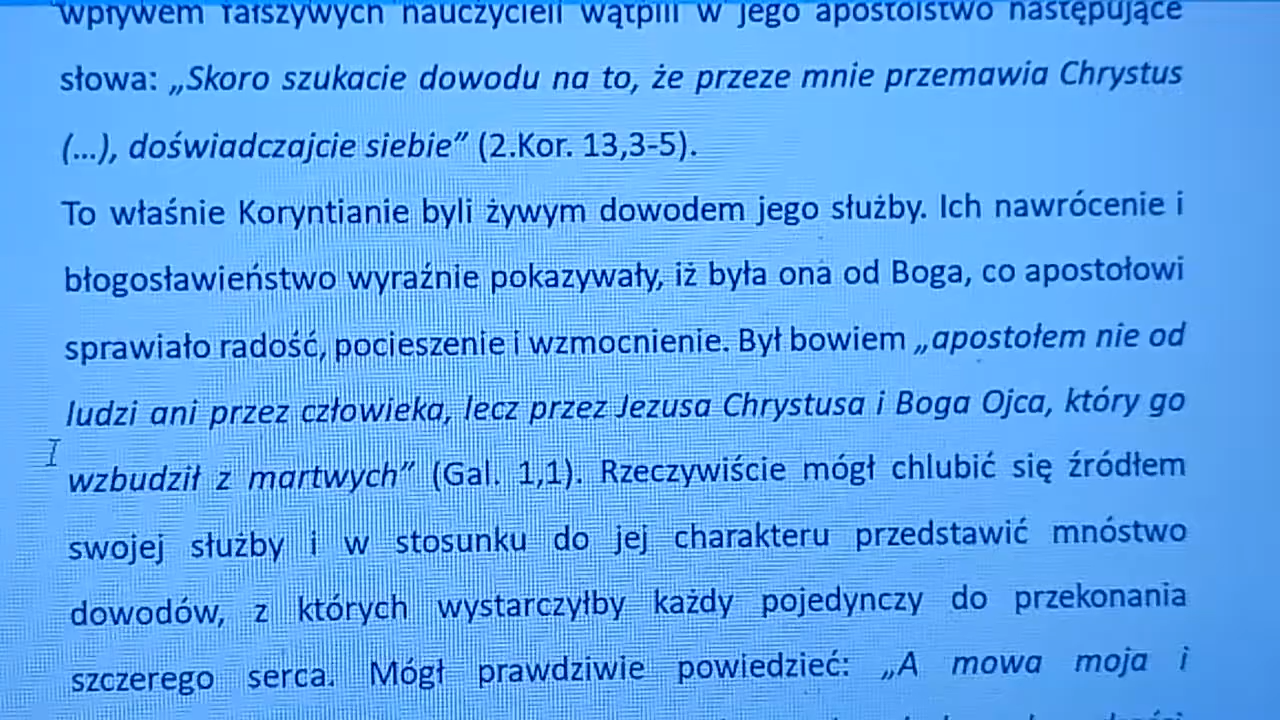 wpływem fałszywych nauczycieli wątpili w jego apostolstwo następujące
słowa: „Skoro szukacie dowodu na to, że przeze mnie przemawia Chrystus
(...), doświadczajcie siebie” (2.Kor. 13,3-5).
To właśnie Koryntianie byli żywym dowodem jego służby. Ich nawrócenie i
błogosławieństwo wyraźnie pokazywały, iż była ona od Boga, co apostołowi
sprawiało radość, pocieszenie i wzmocnienie. Był bowiem „apostołem nie od
ludzi ani przez człowieka, lecz przez Jezusa Chrystusa i Boga Ojca, który go
wzbudził z martwych” (Gal. 1,1). Rzeczywiście mógł chlubić się źródłem
swojej służby i w stosunku do jej charakteru przedstawić mnóstwo
dowodów, z których wystarczyłby każdy pojedynczy do przekonania
szczerego serca. Mógł prawdziwie powiedzieć: „A mowa moja i